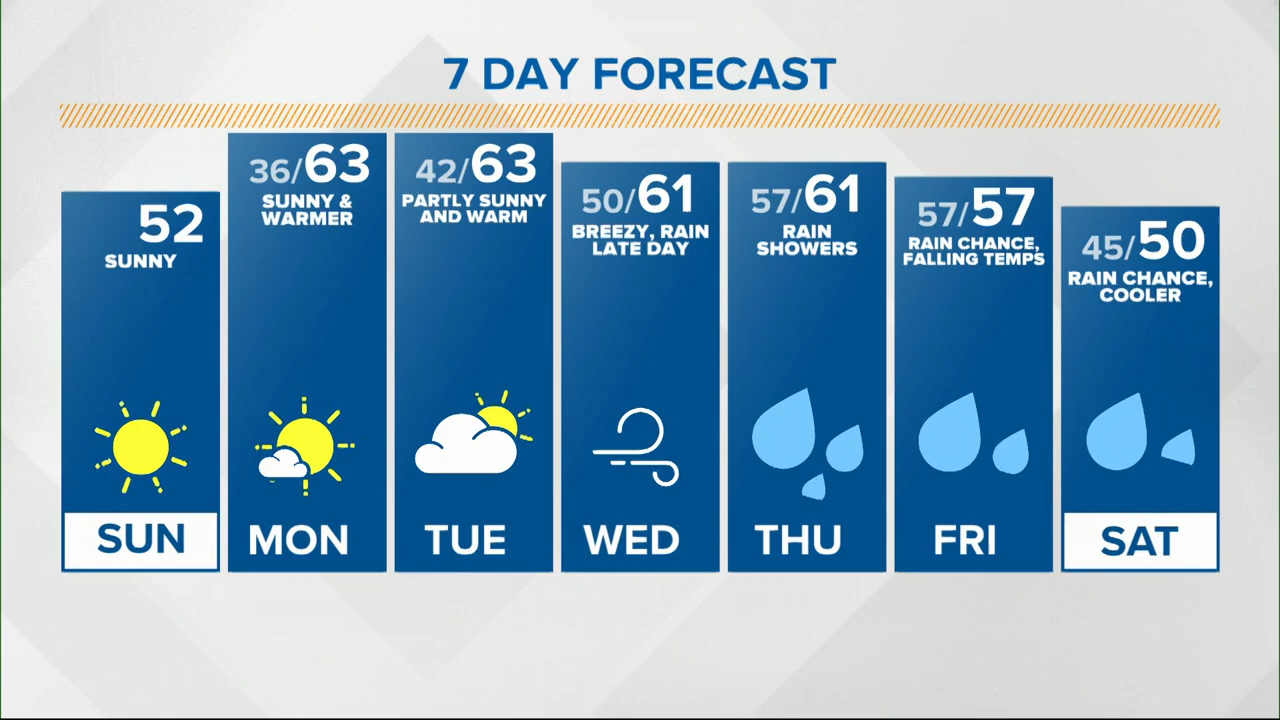 7 DAY FORECAST
52
SUNNY
SUN
36/63
SUNNY &
WARMER
MON
42/63
PARTLY SUNNY
AND WARM
TUE
50/61
BREEZY, RAIN
LATE DAY
WED
57/61
RAIN
SHOWERS
THU
57/57
RAIN CHANCE,
FALLING TEMPS
FRI
45/50
RAIN CHANCE,
COOLER
SAT